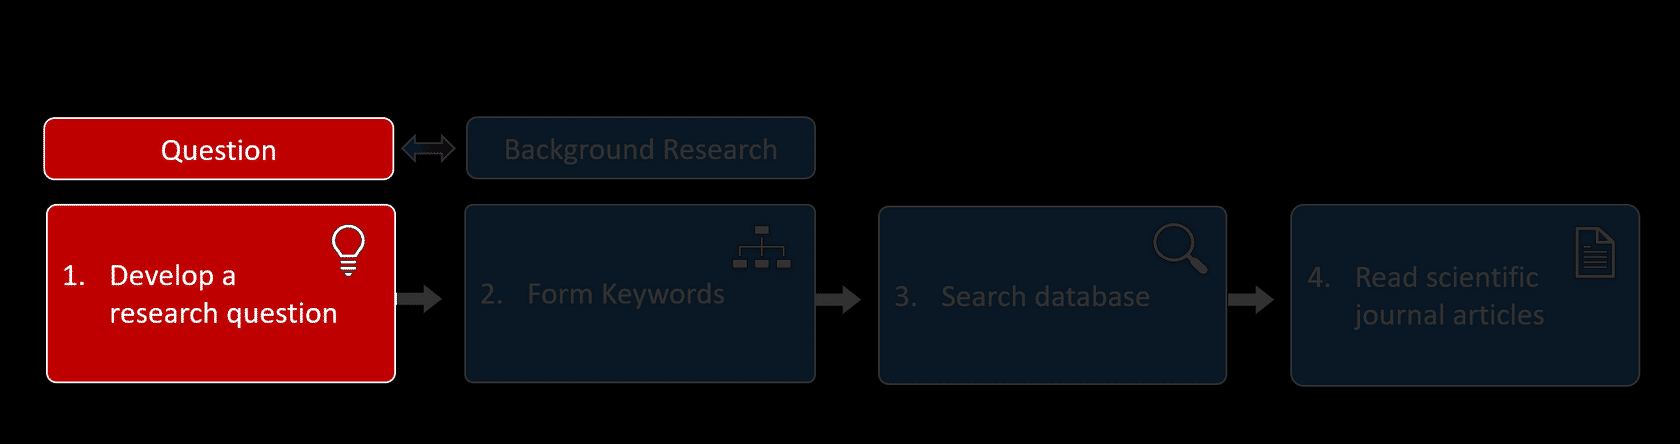 Question
Background Research
1. Develop a
research question
2. Form Keywords
3. Search database
4. Read scientific
journal articles